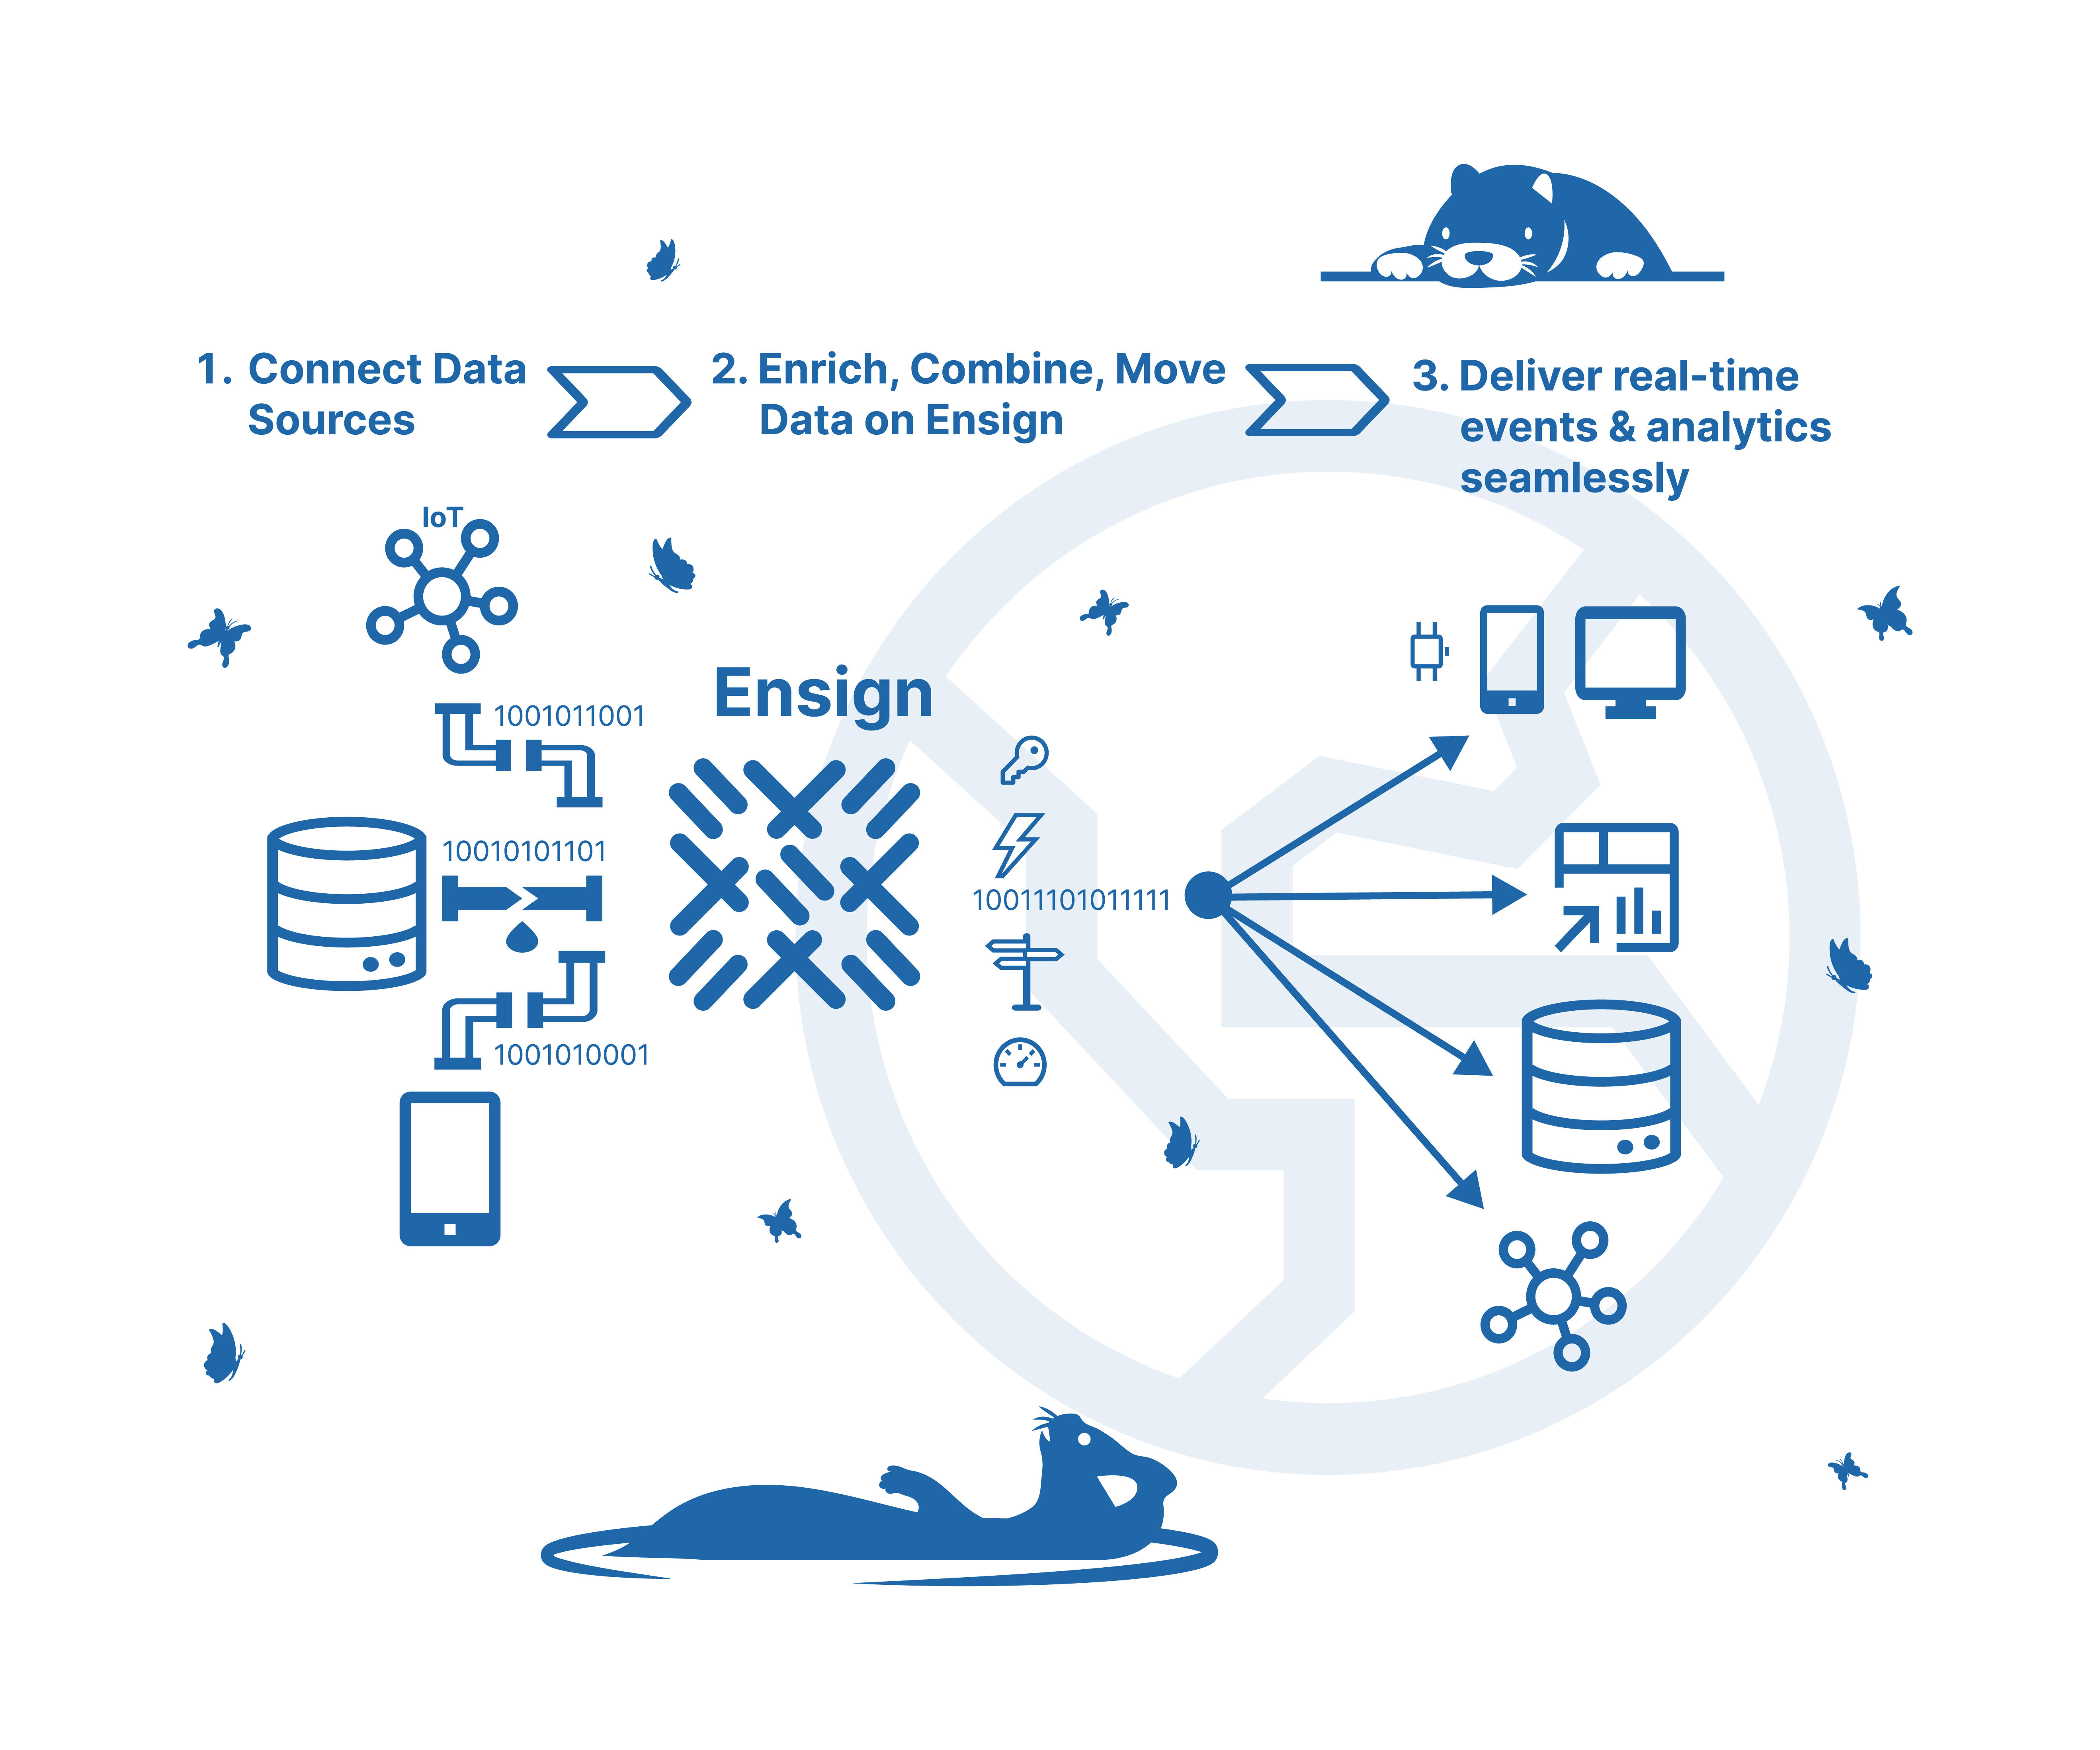 1. Connect Data
Sources
2. Enrich, Combine, Move
Data on Ensign
3. Deliver real-time
events & analytics
seamlessly
IoT
Ensign
1001011001
10010101101
10011101011111
1001010001